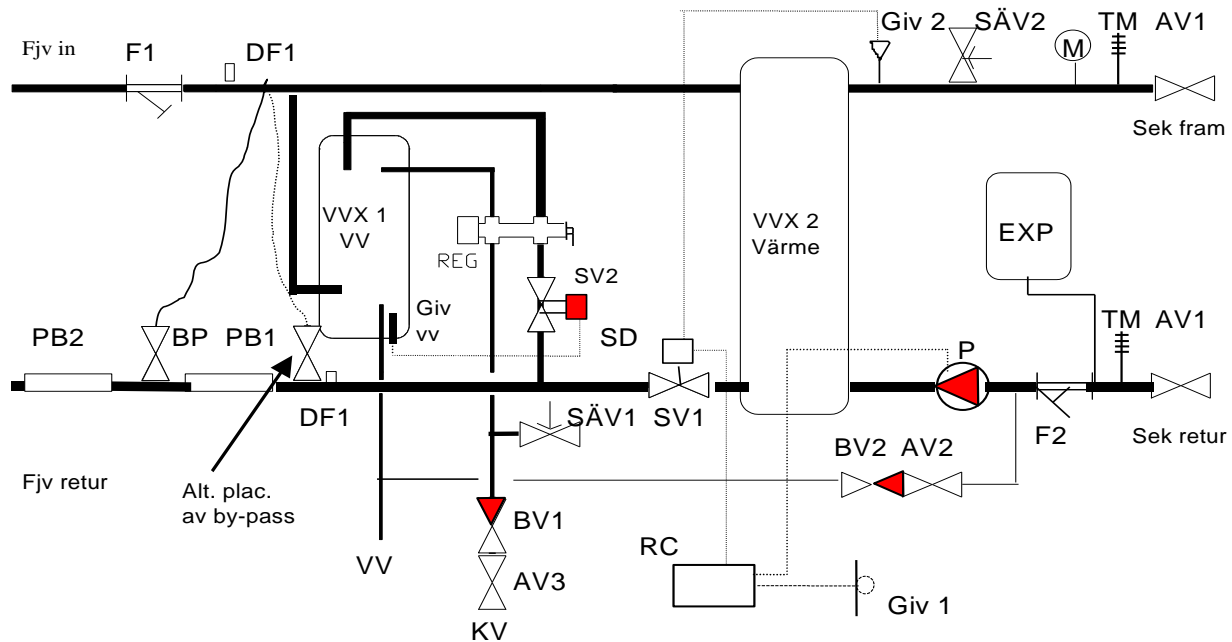 Giv 2
SÄV2
TM
AV1
Fjv in
F1
DF1
M
Sek fram
VVX 1
VV
VVX 2
Värme
EXP
REG
SV2
Giv
vv
SD
TM
AV1
PB2
BP
PB1
P
DF1
SÄV1
SV1
F2
Sek retur
BV2
AV2
Fjv retur
Alt. plac.
av by-pass
BV1
VV
RC
AV3
Giv 1
KV